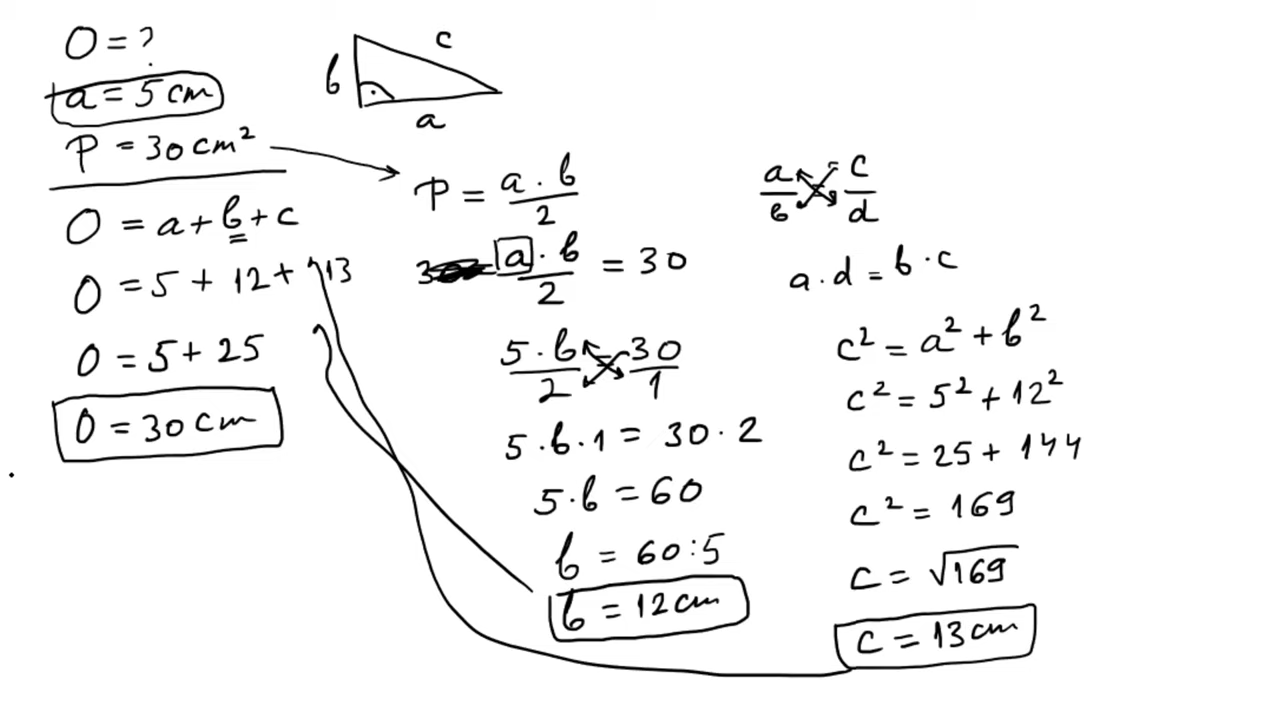 O = ?
a = 5 cm
P = 30 cm²
O = a + b + c
O = 5 + 12 + 13
O = 5 + 25
O = 30 cm
b
c
a
P = a · b / 2
a · b / 2 = 30
5 · b / 2 = 30 / 1
5 · b · 1 = 30 · 2
5 · b = 60
b = 60 : 5
b = 12 cm
a / b = c / d
a · d = b · c
c² = a² + b²
c² = 5² + 12²
c² = 25 + 144
c² = 169
c = √169
c = 13 cm